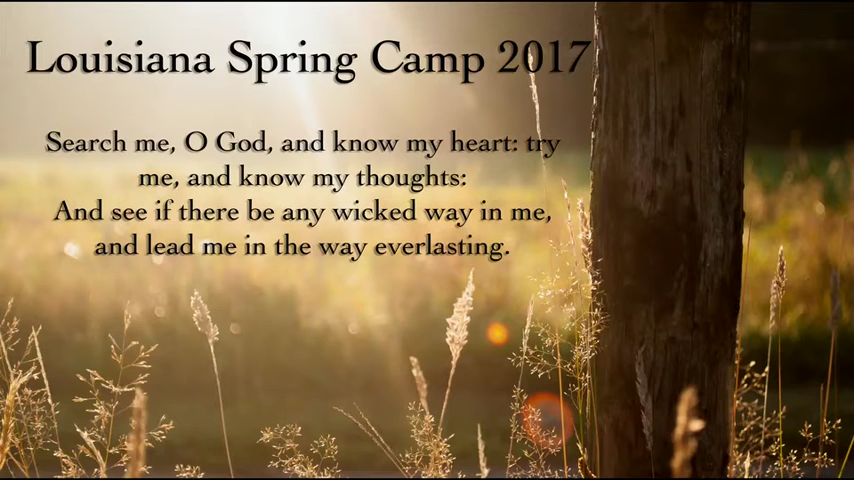 Louisiana Spring Camp 2017
Search me, O God, and know my heart: try
me, and know my thoughts:
And see if there be any wicked way in me,
and lead me in the way everlasting.